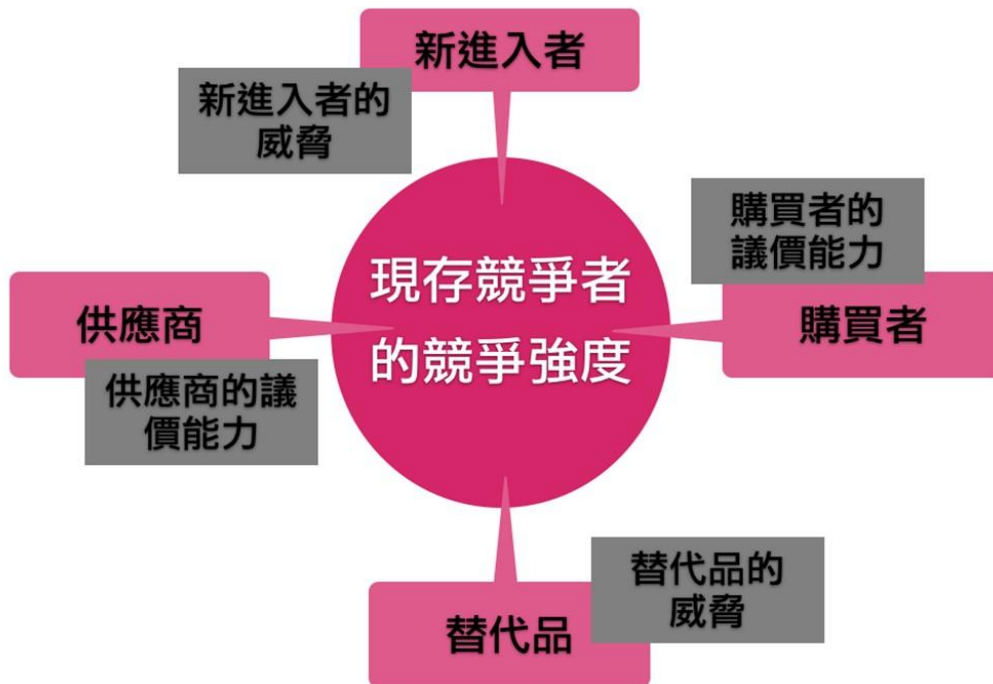 新進入者
新進入者的
威脅
購買者的
議價能力
現存競爭者
的競爭強度
供應商
購買者
供應商的議
價能力
替代品的
威脅
替代品